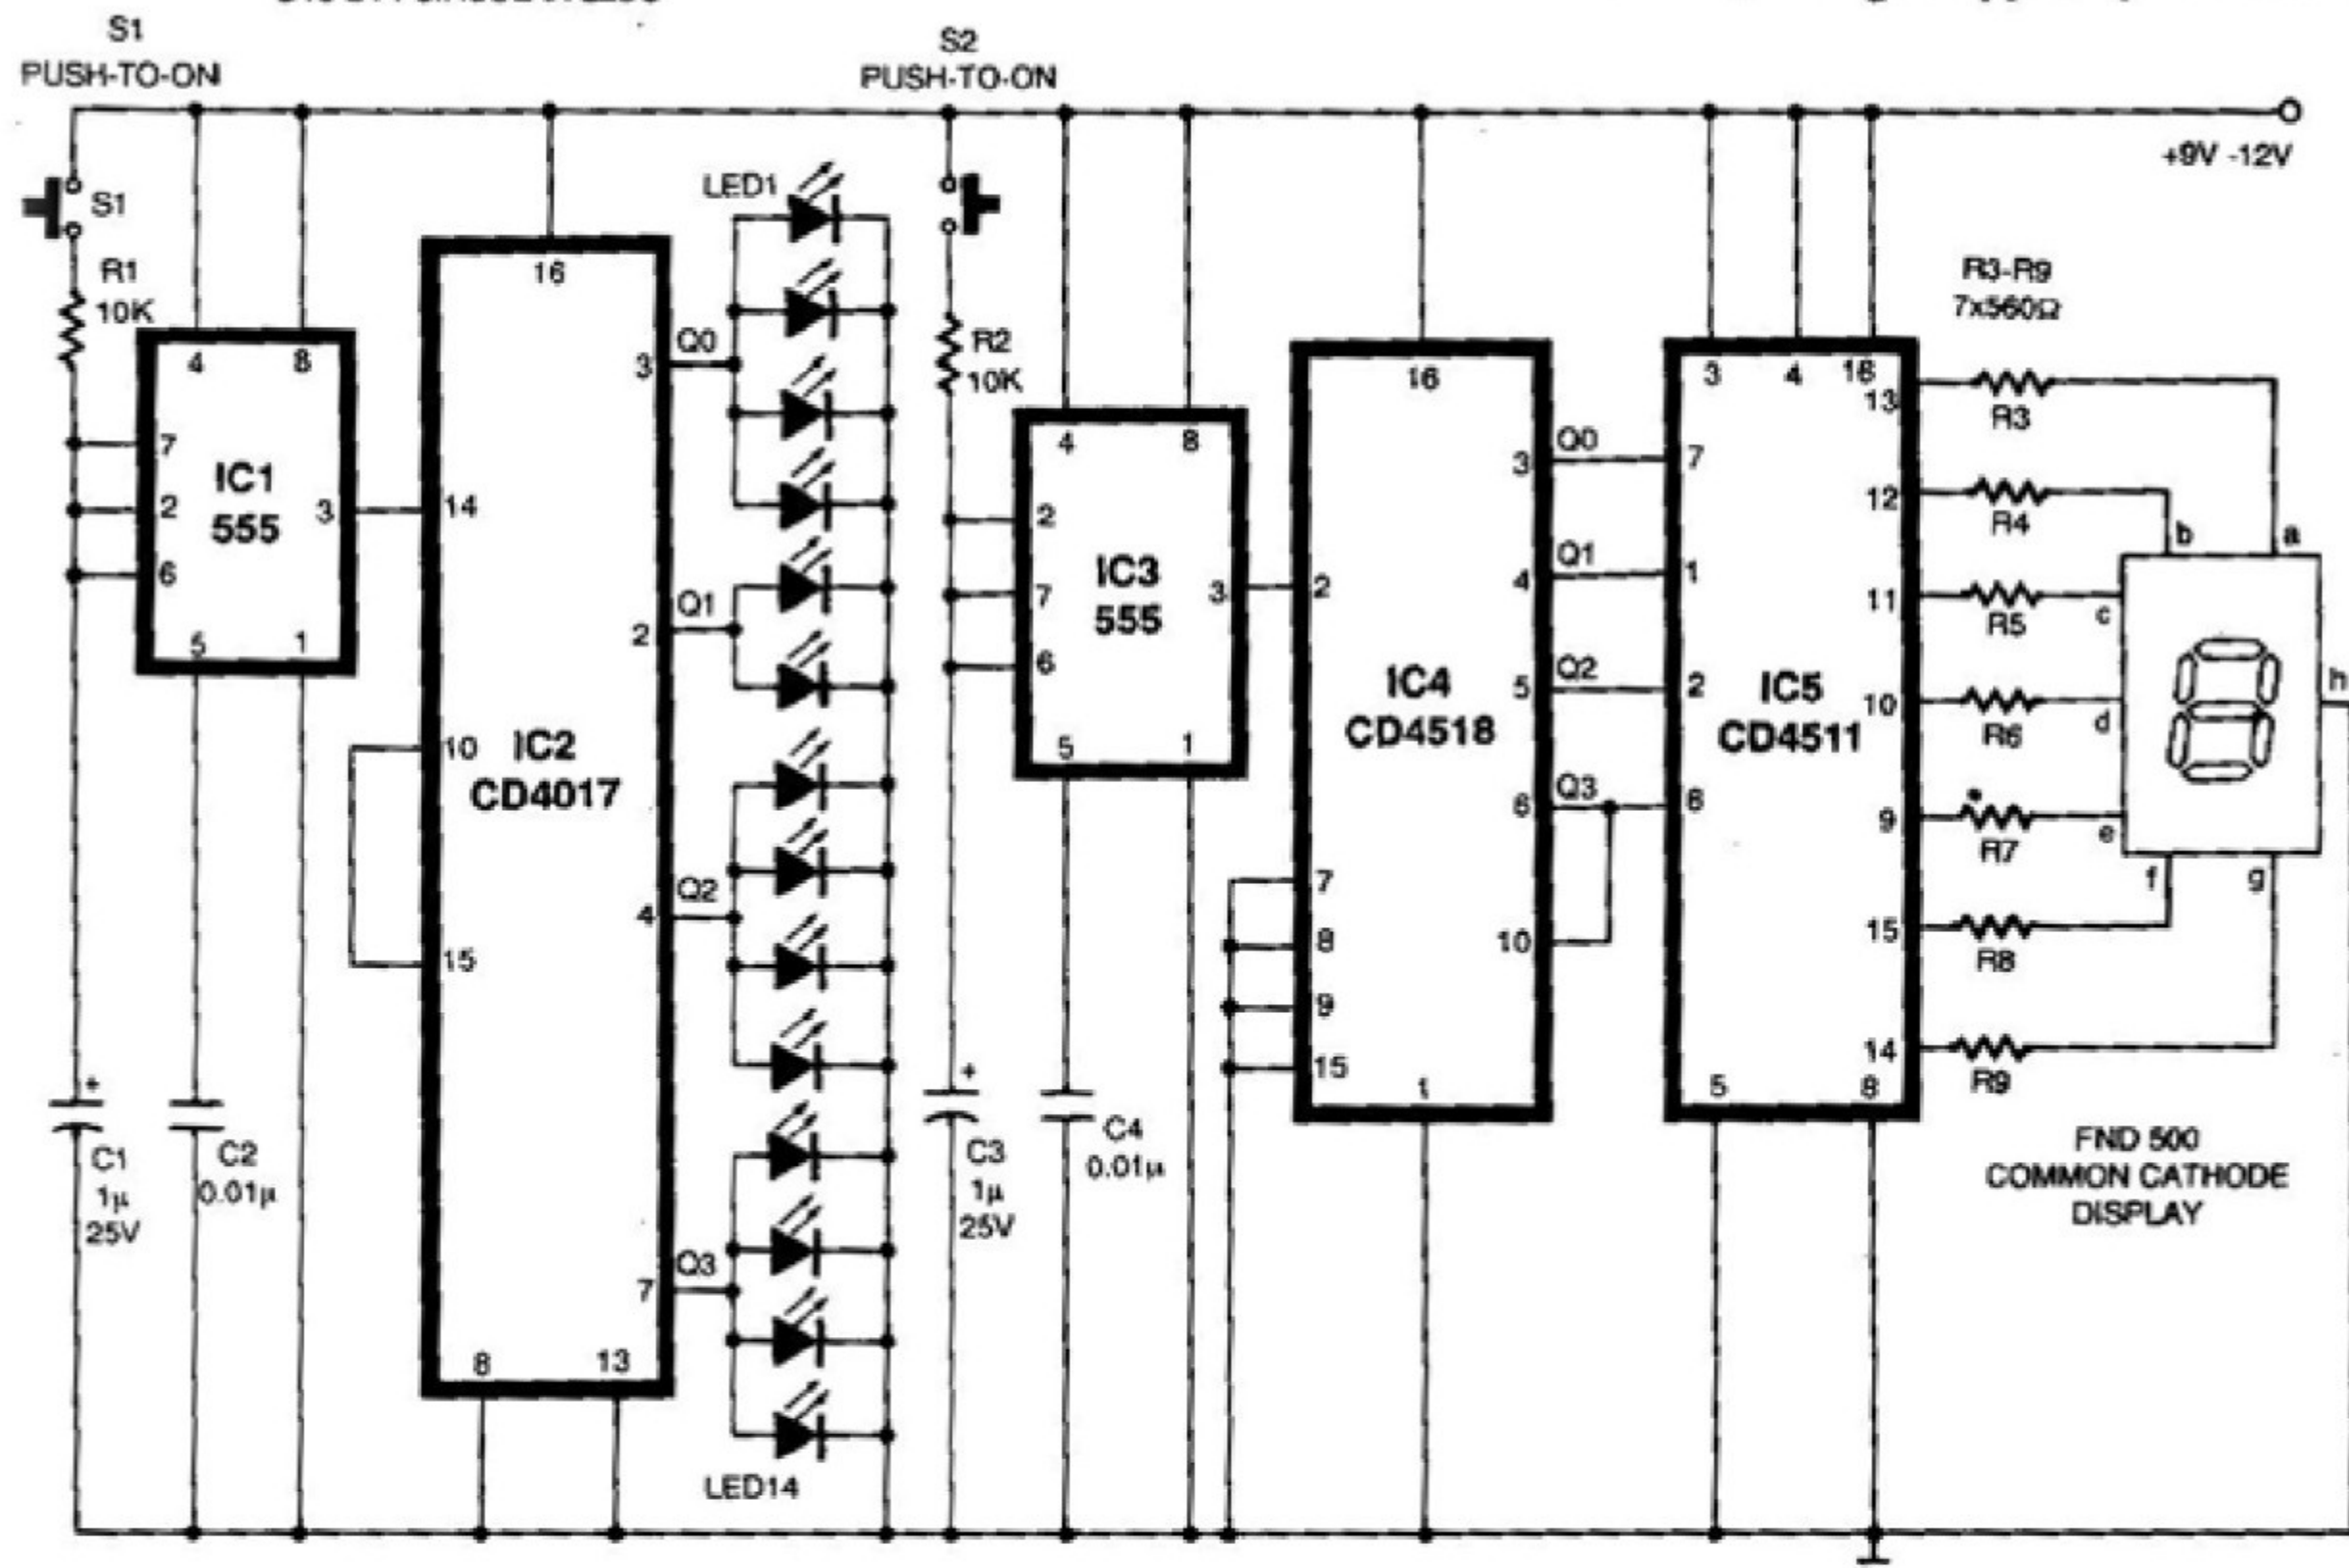 S1
PUSH-TO-ON
S2
PUSH-TO-ON
+9V -12V
S1
R1
10K
4 8
7
2
6
IC1
555
3
5 1
C1
1µ
25V
C2
0.01µ
16
14
10
15
IC2
CD4017
3
2
4
7
8 13
Q0
Q1
Q2
Q3
LED1
LED14
R2
10K
4 8
2
7
6
IC3
555
3
5 1
C3
1µ
25V
C4
0.01µ
16
2
7
8
9
15
IC4
CD4518
3
4
5
6
10
1
Q0
Q1
Q2
Q3
3 4 16
7
1
2
6
IC5
CD4511
13
12
11
10
9
15
14
5 8
R3-R9
7x560Ω
R3
R4
R5
R6
R7
R8
R9
b a
c
d
e
f g
h
FND 500
COMMON CATHODE
DISPLAY